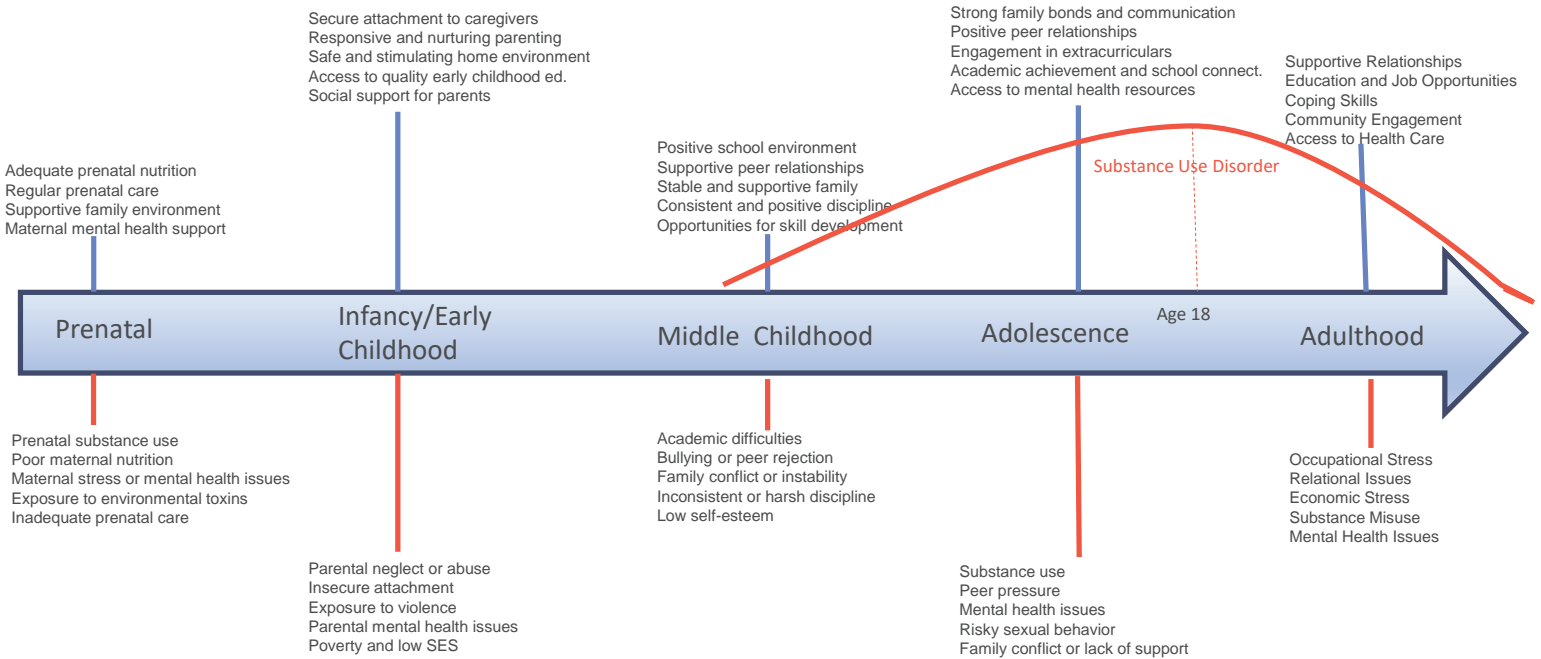 Secure attachment to caregivers
Responsive and nurturing parenting
Safe and stimulating home environment
Access to quality early childhood ed.
Social support for parents
Strong family bonds and communication
Positive peer relationships
Engagement in extracurriculars
Academic achievement and school connect.
Access to mental health resources
Supportive Relationships
Education and Job Opportunities
Coping Skills
Community Engagement
Access to Health Care
Adequate prenatal nutrition
Regular prenatal care
Supportive family environment
Maternal mental health support
Positive school environment
Supportive peer relationships
Stable and supportive family
Consistent and positive discipline
Opportunities for skill development
Substance Use Disorder
Prenatal
Infancy/Early
Childhood
Middle Childhood
Adolescence
Age 18
Adulthood
Prenatal substance use
Poor maternal nutrition
Maternal stress or mental health issues
Exposure to environmental toxins
Inadequate prenatal care
Parental neglect or abuse
Insecure attachment
Exposure to violence
Parental mental health issues
Poverty and low SES
Academic difficulties
Bullying or peer rejection
Family conflict or instability
Inconsistent or harsh discipline
Low self-esteem
Substance use
Peer pressure
Mental health issues
Risky sexual behavior
Family conflict or lack of support
Occupational Stress
Relational Issues
Economic Stress
Substance Misuse
Mental Health Issues